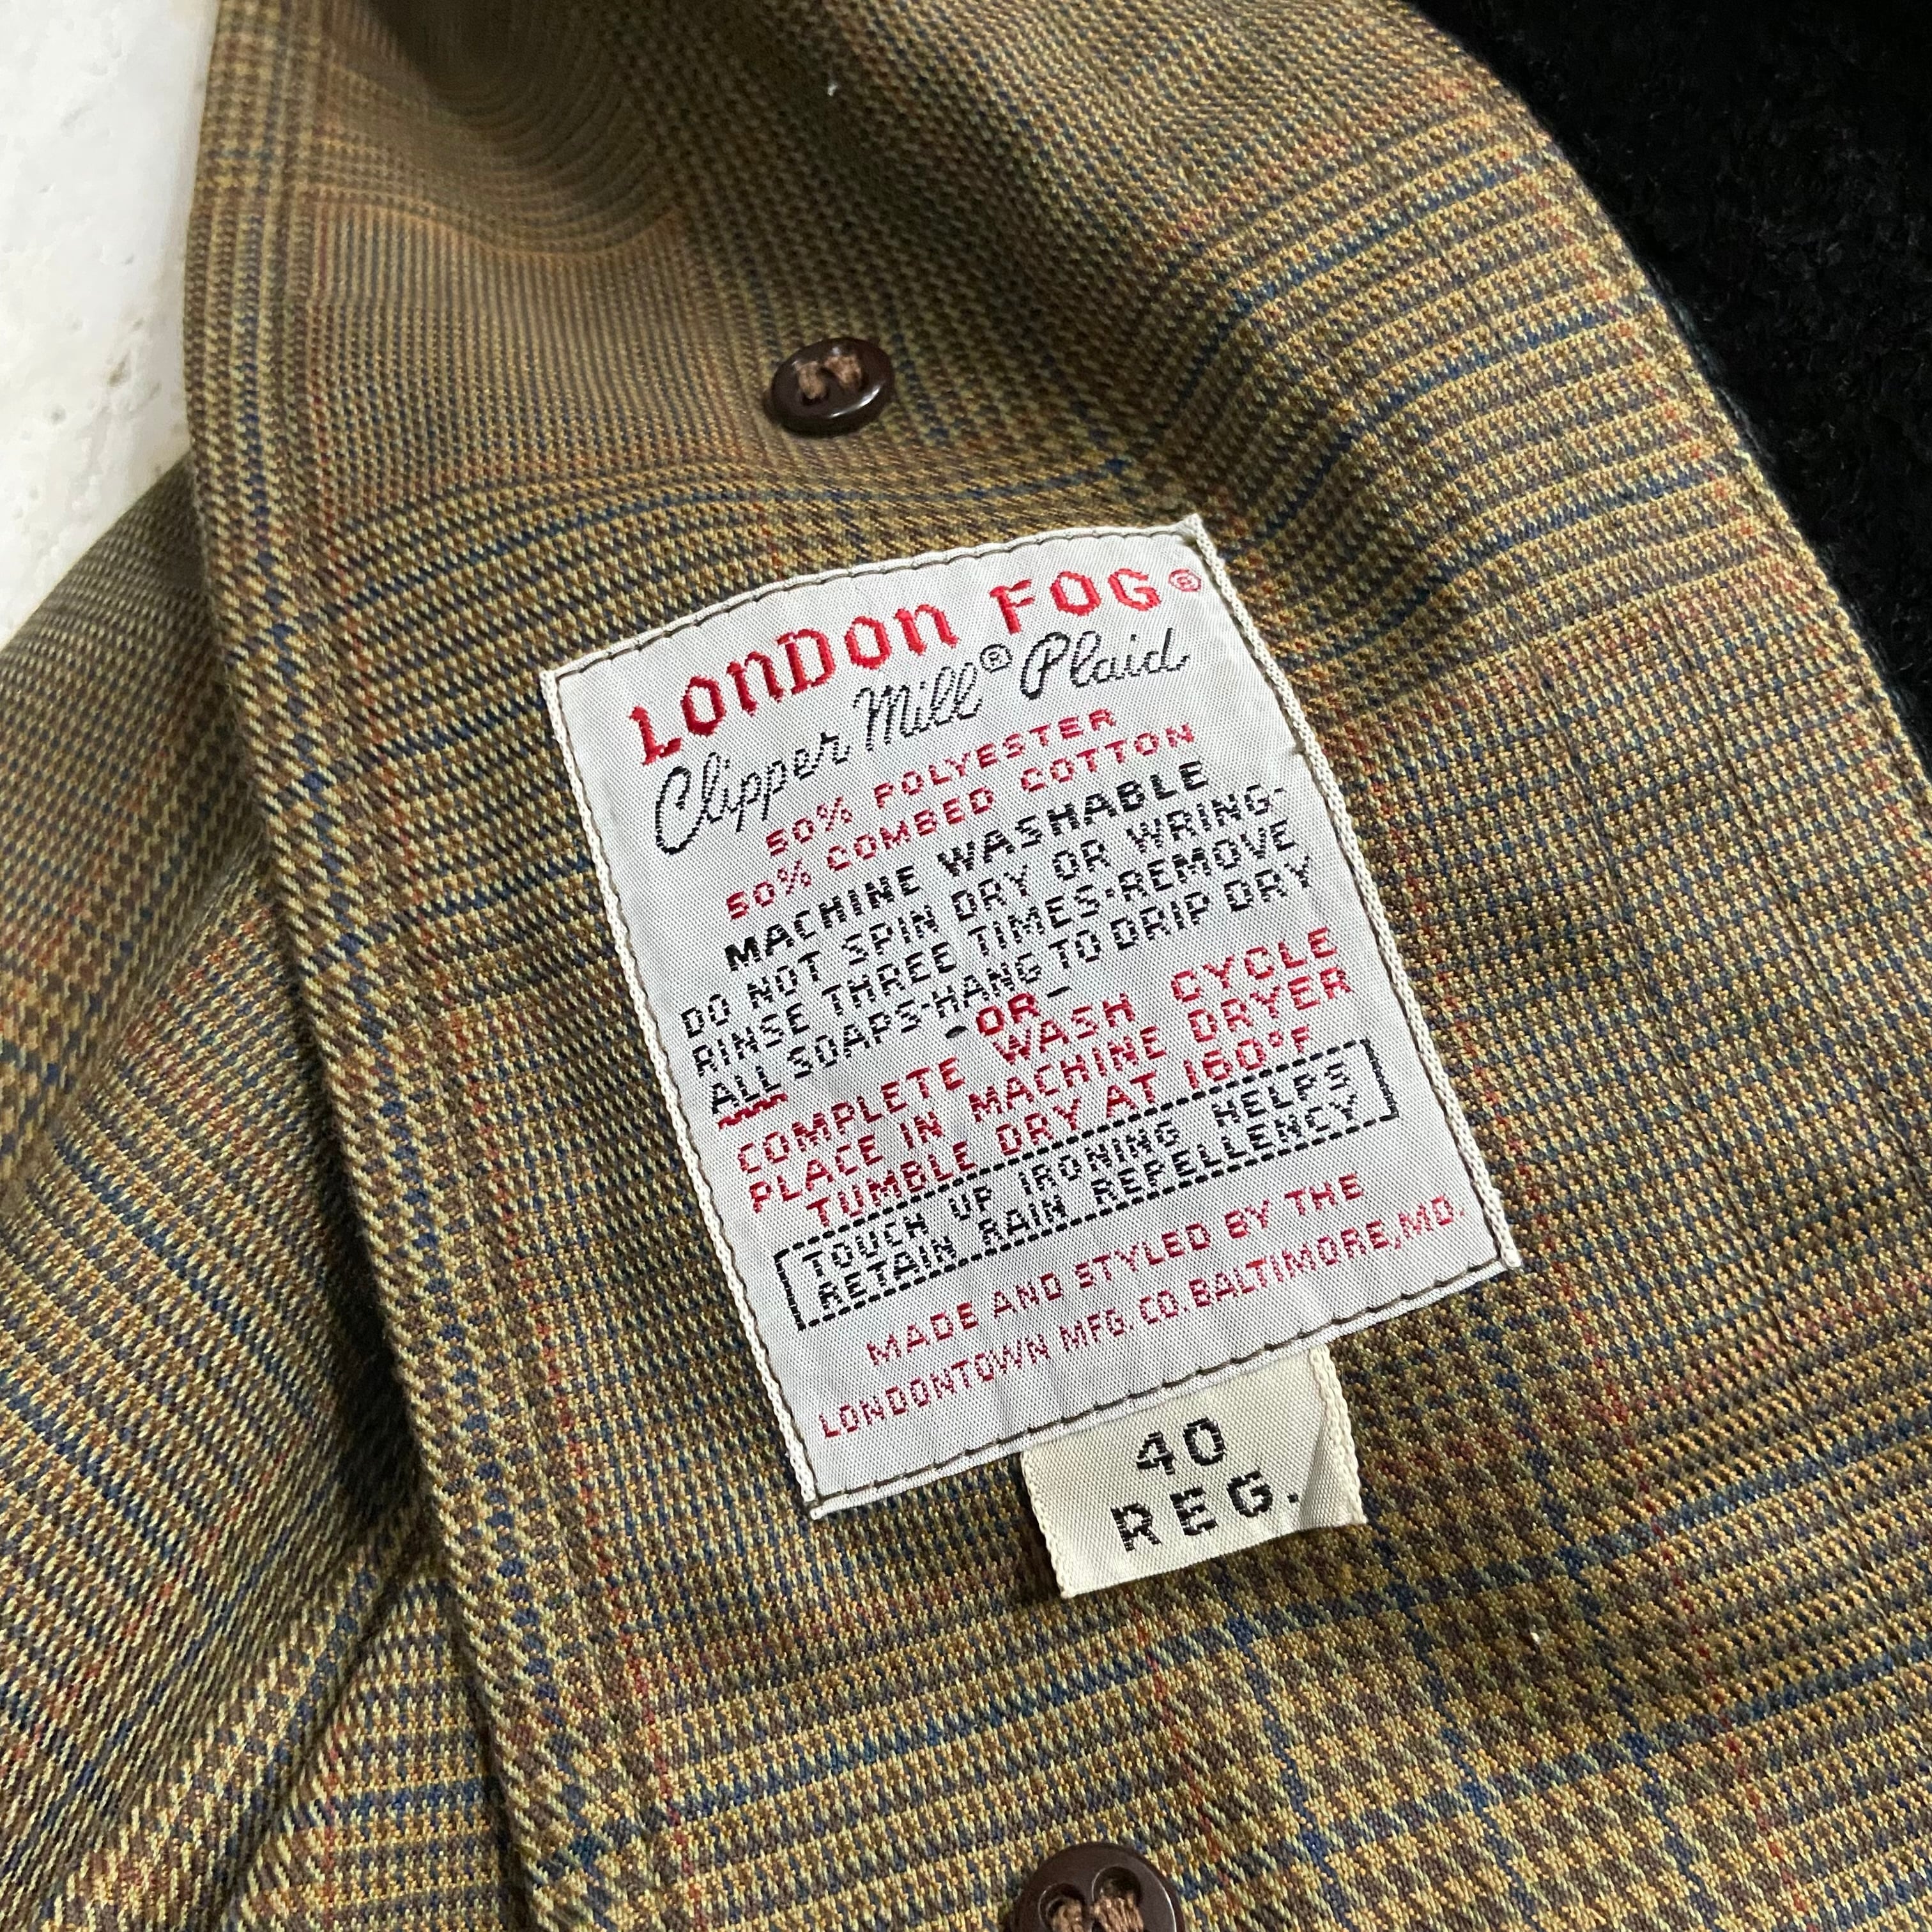 LONDON FOG®
Clipper Mill® Plaid
50% POLYESTER
50% COMBED COTTON
MACHINE WASHABLE
DO NOT SPIN DRY OR WRING-
RINSE THREE TIMES-REMOVE
ALL SOAPS-HANG TO DRIP DRY
-OR-
COMPLETE WASH CYCLE
PLACE IN MACHINE DRYER
TUMBLE DRY AT 160°F
TOUCH UP IRONING HELPS
RETAIN RAIN REPELLENCY
MADE AND STYLED BY THE
LONDONTOWN MFG. CO. BALTIMORE, MD.
40
REG.